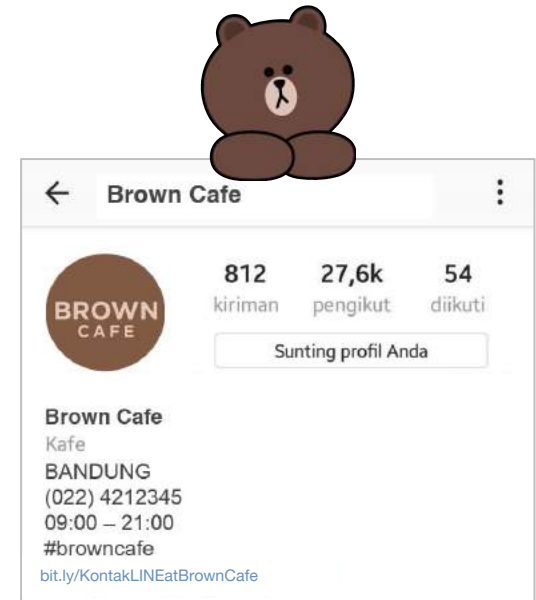 Brown Cafe
812 27,6k 54
kiriman pengikut diikuti
BROWN
CAFE
Sunting profil Anda
Brown Cafe
Kafe
BANDUNG
(022) 4212345
09:00 – 21:00
#browncafe
bit.ly/KontakLINEatBrownCafe